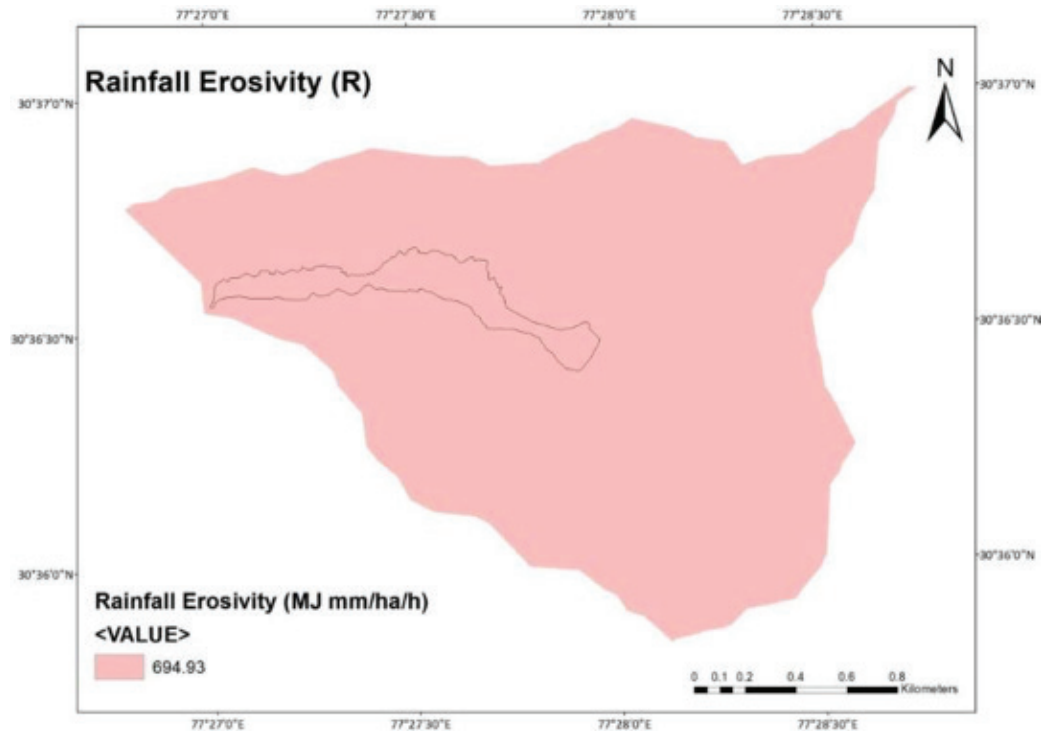 77°27'0"E 77°27'30"E 77°28'0"E 77°28'30"E
Rainfall Erosivity (R)
N
30°37'0"N 30°37'0"N
30°36'30"N 30°36'30"N
30°36'0"N 30°36'0"N
Rainfall Erosivity (MJ mm/ha/h)
<VALUE>
694.93
0 0.1 0.2 0.4 0.6 0.8
Kilometers
77°27'0"E 77°27'30"E 77°28'0"E 77°28'30"E